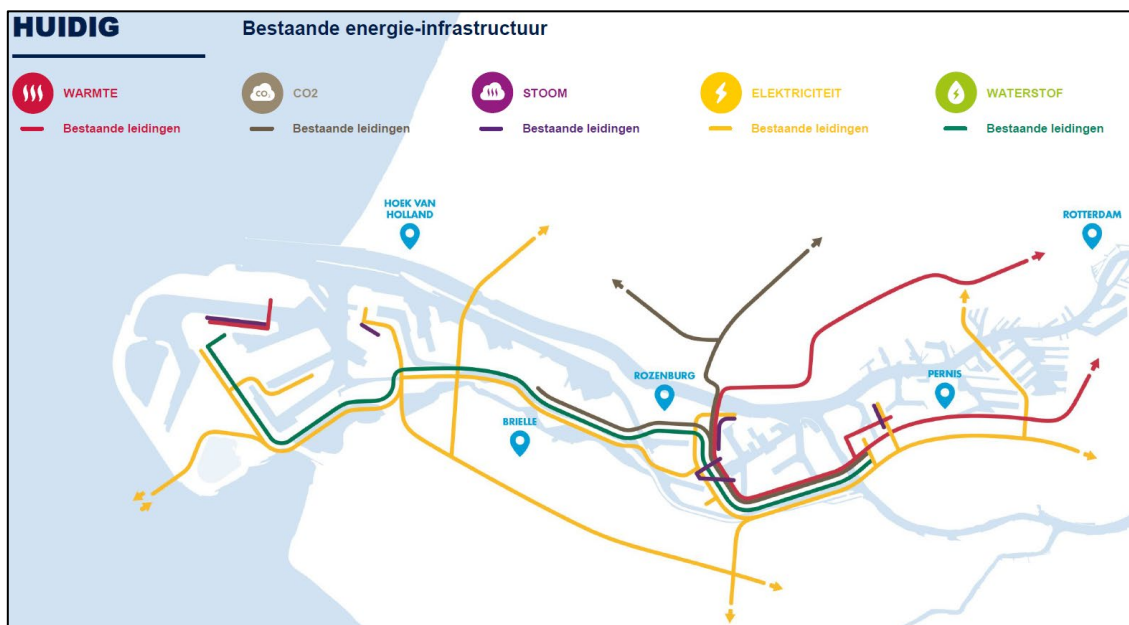 HUIDIG
Bestaande energie-infrastructuur
WARMTE
Bestaande leidingen
CO₂
CO2
Bestaande leidingen
STOOM
Bestaande leidingen
ELEKTRICITEIT
Bestaande leidingen
WATERSTOF
Bestaande leidingen
HOEK VAN
HOLLAND
ROTTERDAM
ROZENBURG
PERNIS
BRIELLE